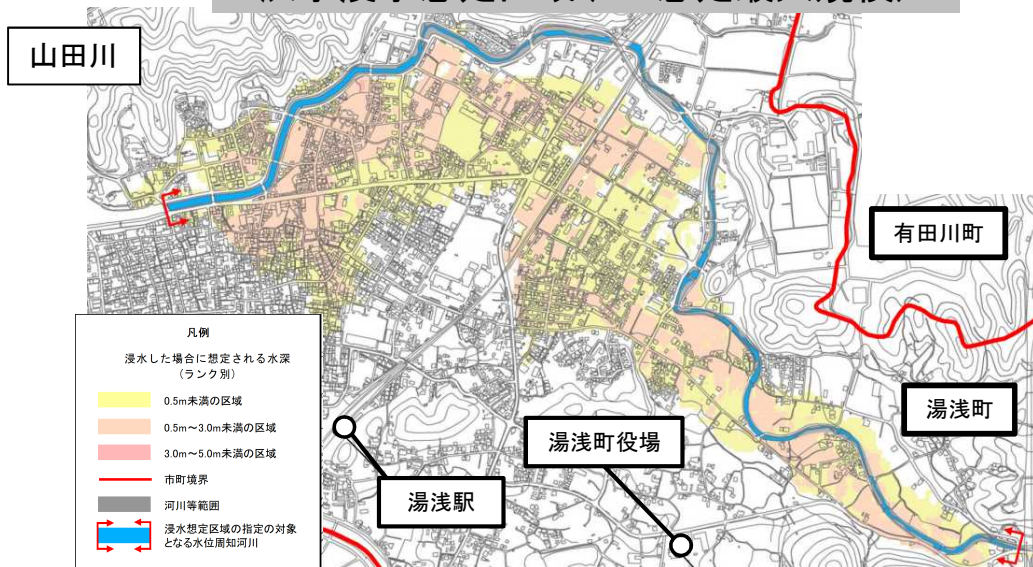 山田川
有田川町
湯浅町
湯浅町役場
湯浅駅
凡例
浸水した場合に想定される水深
(ランク別)
0.5m未満の区域
0.5m～3.0m未満の区域
3.0m～5.0m未満の区域
市町境界
河川等範囲
浸水想定区域の指定の対象
となる水位周知河川